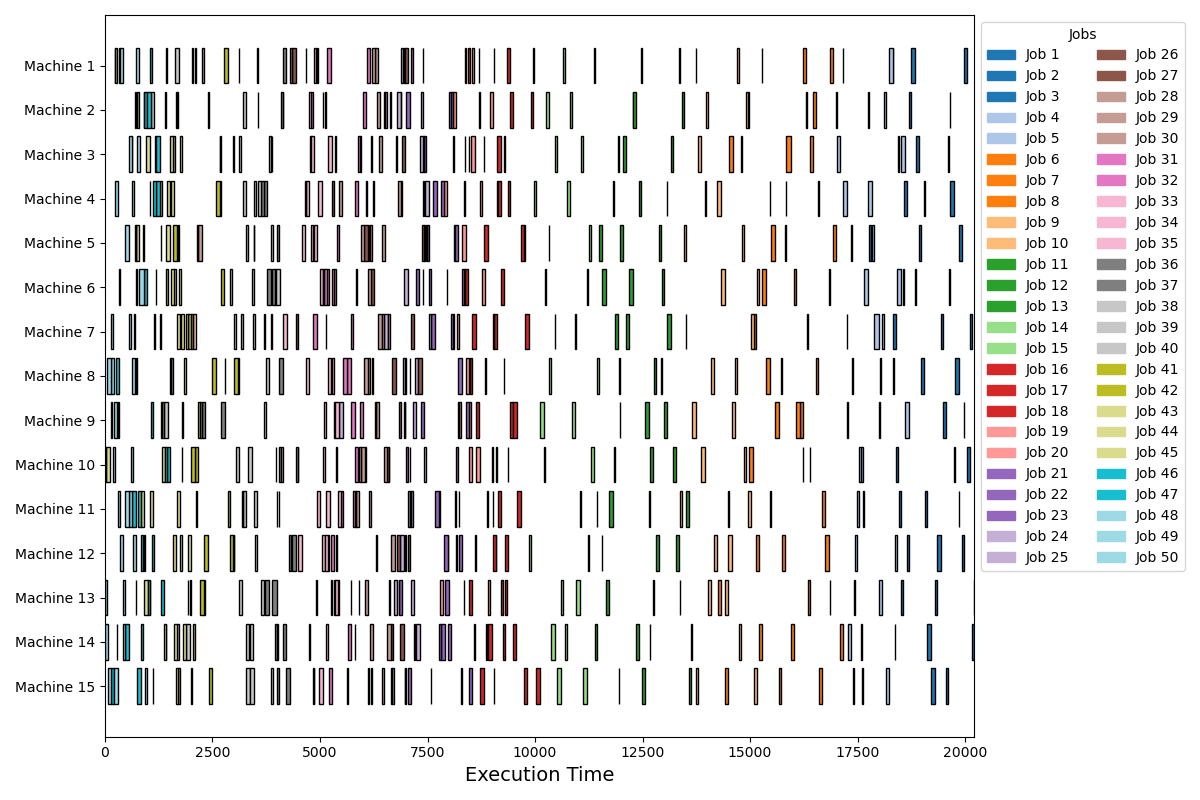 Machine 1
Machine 2
Machine 3
Machine 4
Machine 5
Machine 6
Machine 7
Machine 8
Machine 9
Machine 10
Machine 11
Machine 12
Machine 13
Machine 14
Machine 15
0 2500 5000 7500 10000 12500 15000 17500 20000
Execution Time
Jobs
Job 1
Job 2
Job 3
Job 4
Job 5
Job 6
Job 7
Job 8
Job 9
Job 10
Job 11
Job 12
Job 13
Job 14
Job 15
Job 16
Job 17
Job 18
Job 19
Job 20
Job 21
Job 22
Job 23
Job 24
Job 25
Job 26
Job 27
Job 28
Job 29
Job 30
Job 31
Job 32
Job 33
Job 34
Job 35
Job 36
Job 37
Job 38
Job 39
Job 40
Job 41
Job 42
Job 43
Job 44
Job 45
Job 46
Job 47
Job 48
Job 49
Job 50